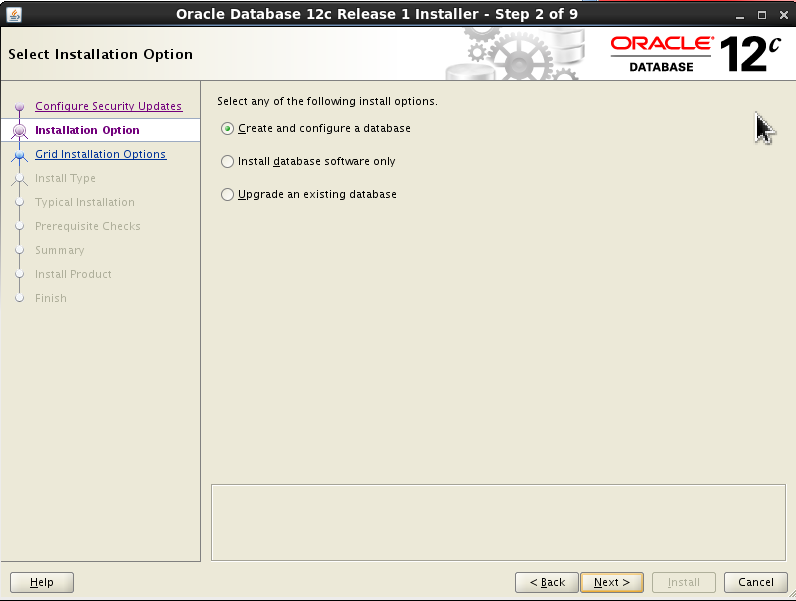 Oracle Database 12c Release 1 Installer - Step 2 of 9
Select Installation Option
ORACLE®
DATABASE
12c
Configure Security Updates
Installation Option
Grid Installation Options
Install Type
Typical Installation
Prerequisite Checks
Summary
Install Product
Finish
Select any of the following install options.
Create and configure a database
Install database software only
Upgrade an existing database
Help
< Back
Next >
Install
Cancel